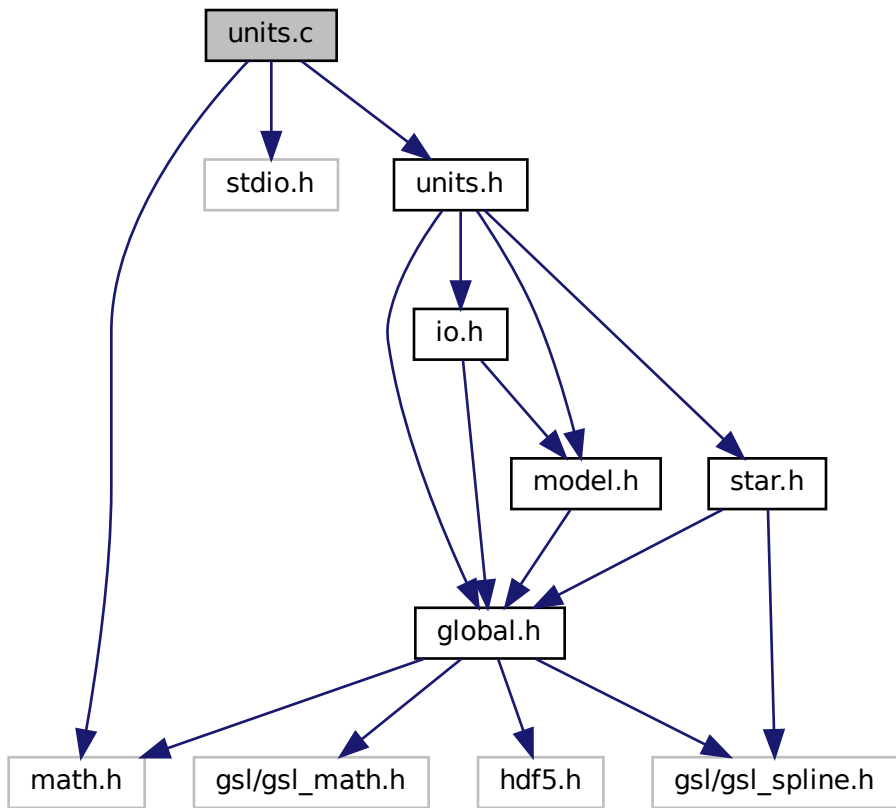 units.c
stdio.h
units.h
io.h
model.h
star.h
global.h
math.h
gsl/gsl_math.h
hdf5.h
gsl/gsl_spline.h